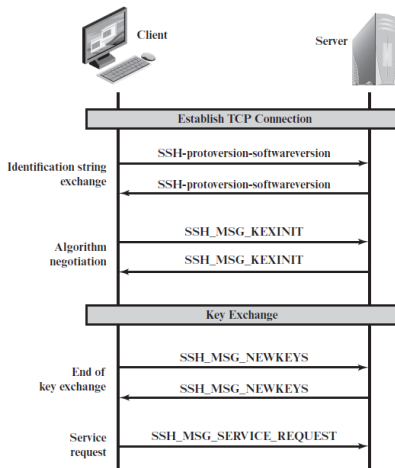 Client
Server
Establish TCP Connection
SSH-protoversion-softwareversion
Identification string
exchange
SSH-protoversion-softwareversion
SSH_MSG_KEXINIT
Algorithm
negotiation
SSH_MSG_KEXINIT
Key Exchange
SSH_MSG_NEWKEYS
End of
key exchange
SSH_MSG_NEWKEYS
Service
request
SSH_MSG_SERVICE_REQUEST